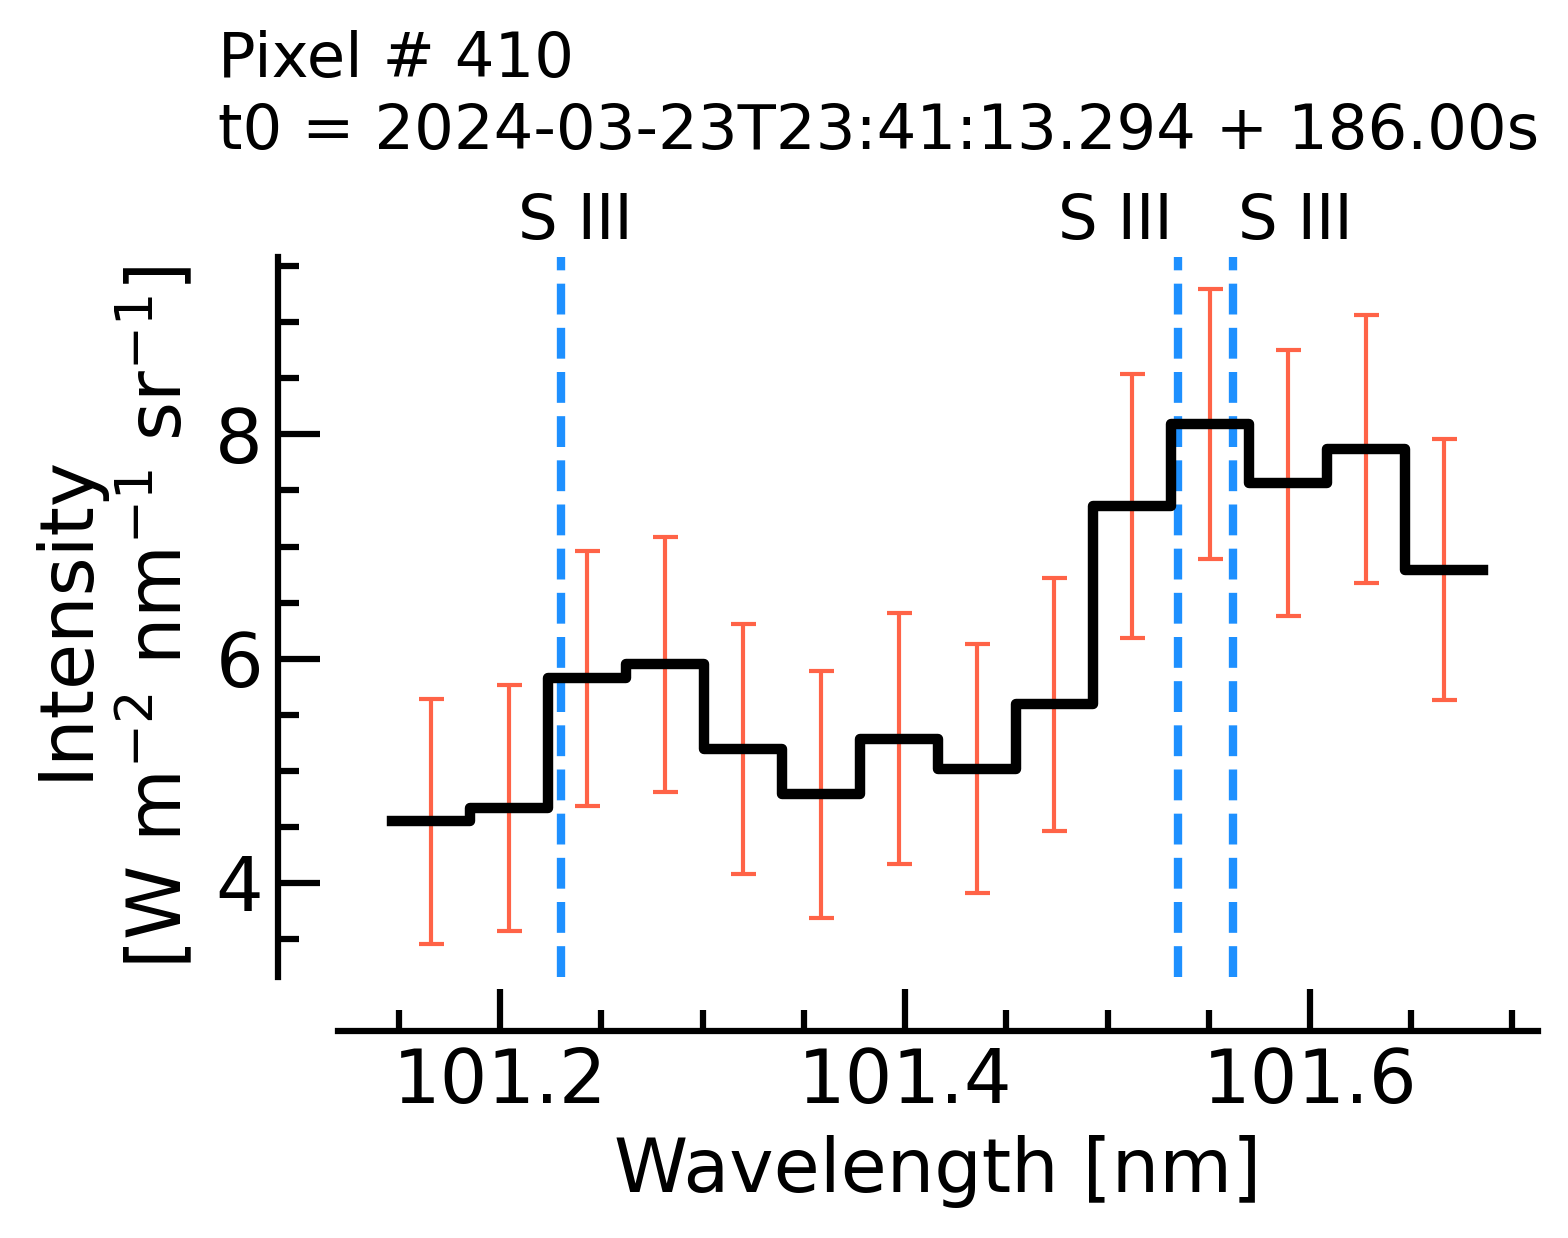 Pixel # 410
t0 = 2024-03-23T23:41:13.294 + 186.00s
S III S III S III
Intensity
[W m⁻² nm⁻¹ sr⁻¹]
8
6
4
101.2 101.4 101.6
Wavelength [nm]